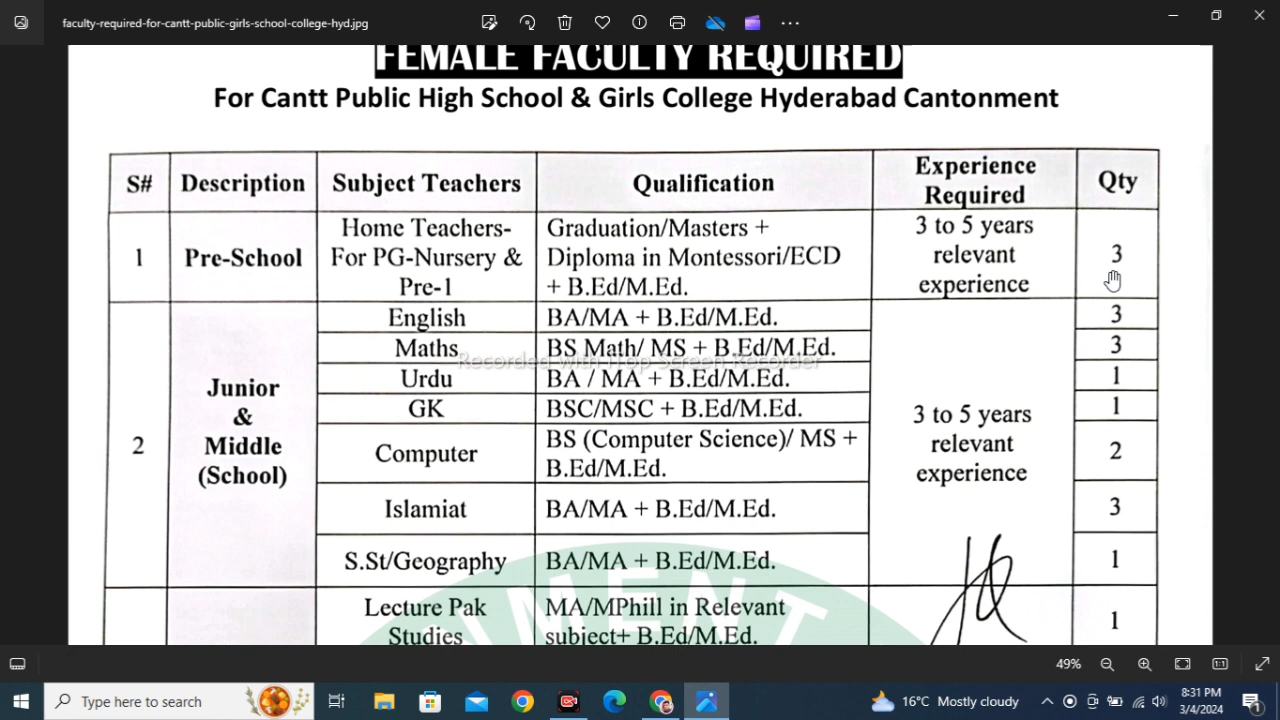 faculty-required-for-cantt-public-girls-school-college-hyd.jpg
FEMALE FACULTY REQUIRED
For Cantt Public High School & Girls College Hyderabad Cantonment
S# Description Subject Teachers Qualification Experience Required Qty
1 Pre-School Home Teachers- For PG-Nursery & Pre-1 Graduation/Masters + Diploma in Montessori/ECD + B.Ed/M.Ed. 3 to 5 years relevant experience 3
2 Junior & Middle (School) 3 to 5 years relevant experience
English BA/MA + B.Ed/M.Ed. 3
Maths BS Math/ MS + B.Ed/M.Ed. 3
Recorded with iTop Screen Recorder
Urdu BA / MA + B.Ed/M.Ed. 1
GK BSC/MSC + B.Ed/M.Ed. 1
Computer BS (Computer Science)/ MS + B.Ed/M.Ed. 2
Islamiat BA/MA + B.Ed/M.Ed. 3
S.St/Geography BA/MA + B.Ed/M.Ed. 1
Lecture Pak Studies MA/MPhill in Relevant subject+ B.Ed/M.Ed. 1
49%
Type here to search
16°C Mostly cloudy
8:31 PM
3/4/2024